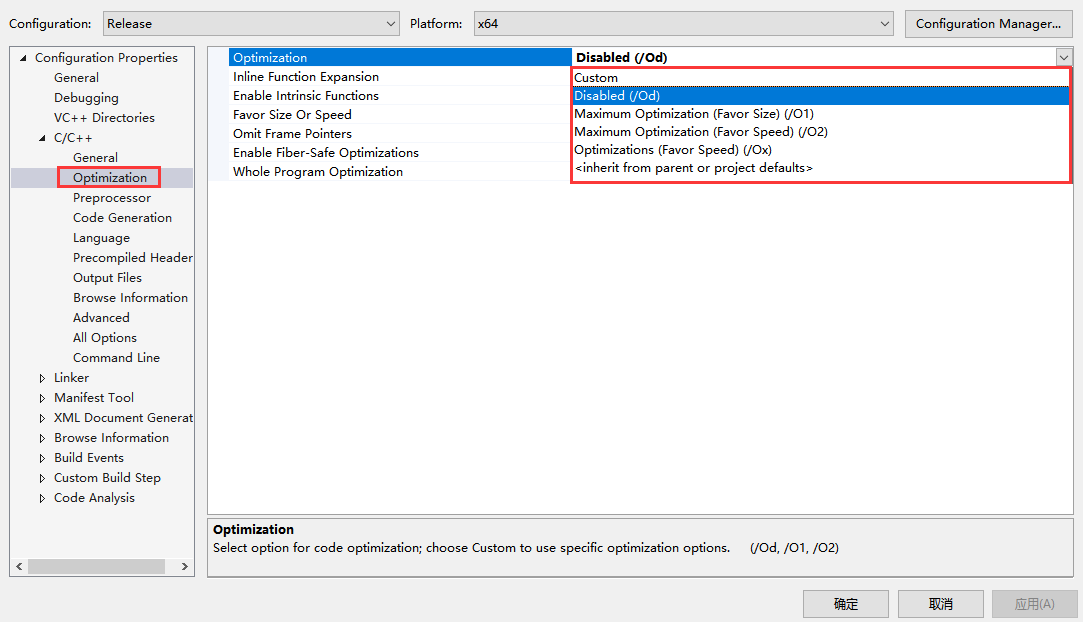 Configuration: Release Platform: x64 Configuration Manager...
Configuration Properties
General
Debugging
VC++ Directories
C/C++
General
Optimization
Preprocessor
Code Generation
Language
Precompiled Header
Output Files
Browse Information
Advanced
All Options
Command Line
Linker
Manifest Tool
XML Document Generat
Browse Information
Build Events
Custom Build Step
Code Analysis
Optimization Disabled (/Od)
Inline Function Expansion
Enable Intrinsic Functions
Favor Size Or Speed
Omit Frame Pointers
Enable Fiber-Safe Optimizations
Whole Program Optimization
Custom
Disabled (/Od)
Maximum Optimization (Favor Size) (/O1)
Maximum Optimization (Favor Speed) (/O2)
Optimizations (Favor Speed) (/Ox)
<inherit from parent or project defaults>
Optimization
Select option for code optimization; choose Custom to use specific optimization options. (/Od, /O1, /O2)
确定 取消 应用(A)